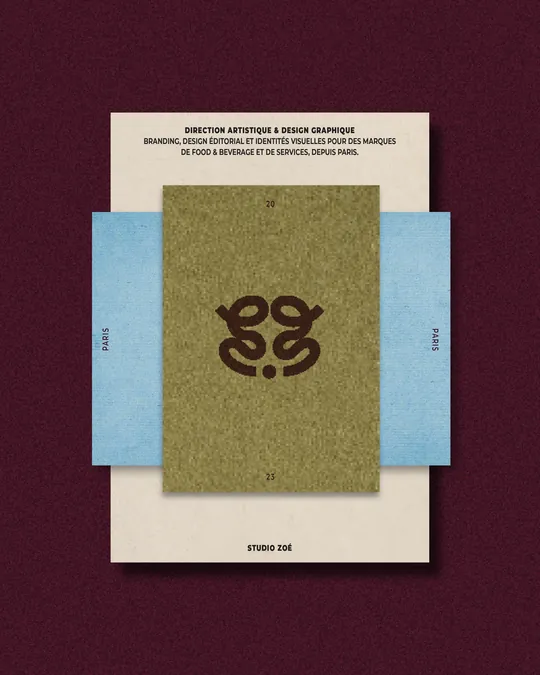 DIRECTION ARTISTIQUE & DESIGN GRAPHIQUE
BRANDING, DESIGN ÉDITORIAL ET IDENTITÉS VISUELLES POUR DES MARQUES
DE FOOD & BEVERAGE ET DE SERVICES, DEPUIS PARIS.
20
PARIS
PARIS
25
STUDIO ZOÉ